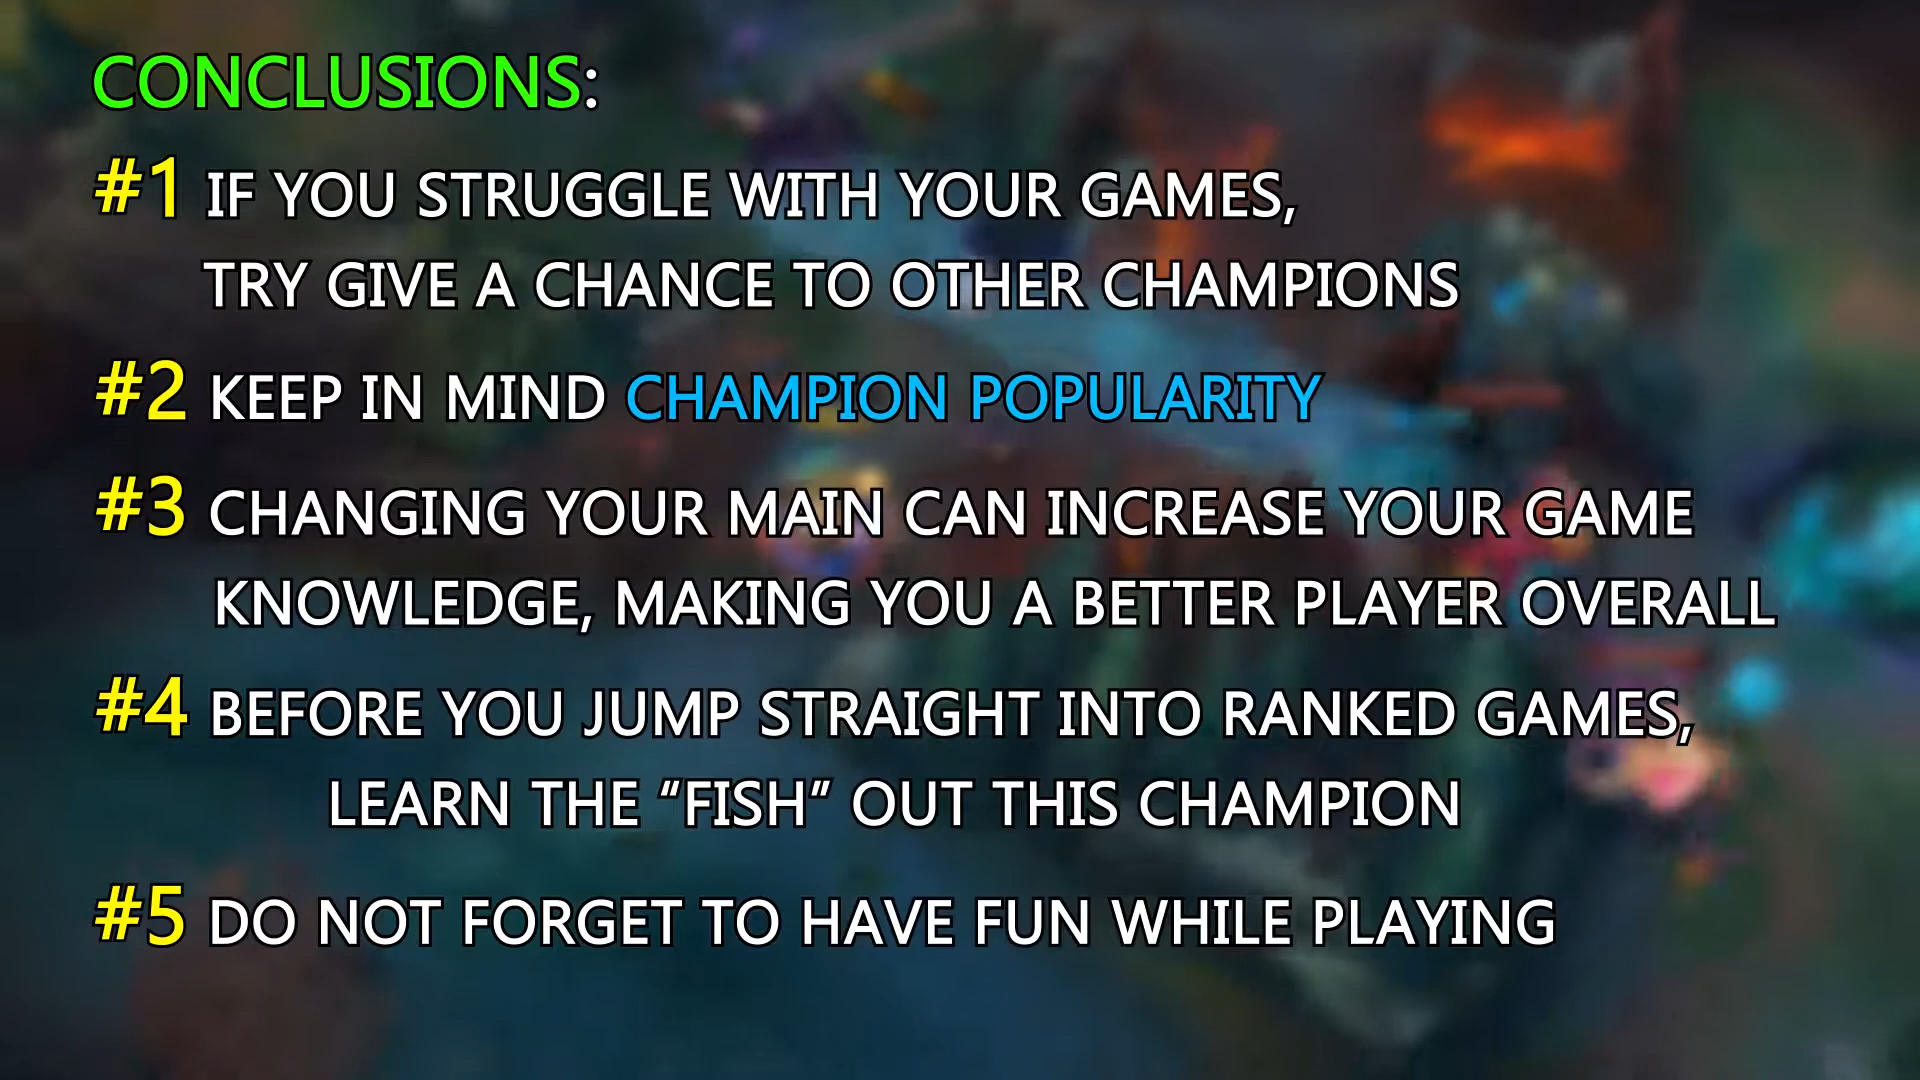 CONCLUSIONS:
#1 IF YOU STRUGGLE WITH YOUR GAMES,
TRY GIVE A CHANCE TO OTHER CHAMPIONS
#2 KEEP IN MIND CHAMPION POPULARITY
#3 CHANGING YOUR MAIN CAN INCREASE YOUR GAME
KNOWLEDGE, MAKING YOU A BETTER PLAYER OVERALL
#4 BEFORE YOU JUMP STRAIGHT INTO RANKED GAMES,
LEARN THE “FISH” OUT THIS CHAMPION
#5 DO NOT FORGET TO HAVE FUN WHILE PLAYING